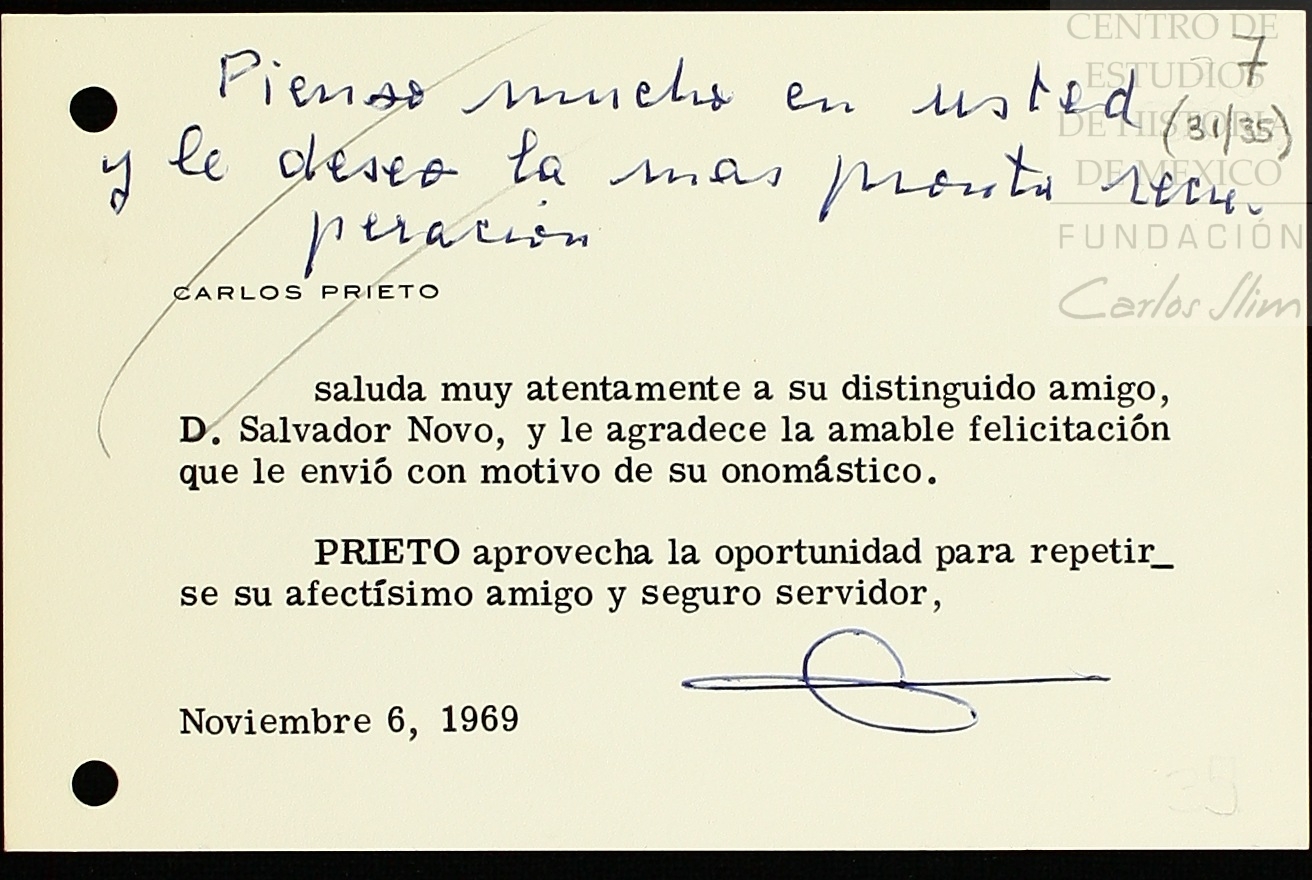 Pienso mucho en usted
y le deseo la mas pronta recu-
peración
7
(31/35)
CENTRO DE
ESTUDIOS
DE HISTORIA
DE MEXICO
FUNDACIÓN
Carlos Slim
CARLOS PRIETO
saluda muy atentamente a su distinguido amigo,
D. Salvador Novo, y le agradece la amable felicitación
que le envió con motivo de su onomástico.
PRIETO aprovecha la oportunidad para repetir_
se su afectísimo amigo y seguro servidor,
Noviembre 6, 1969
35